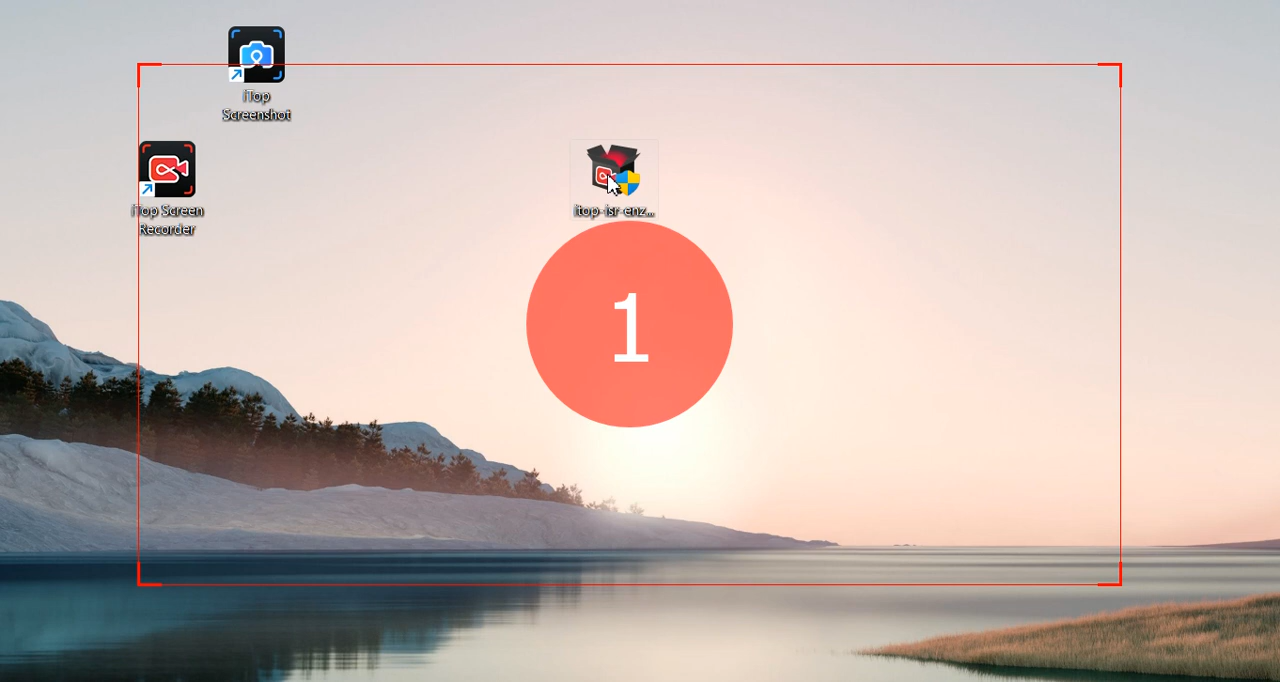 iTop
Screenshot
iTop Screen
Recorder
itop-isr-enz...
1